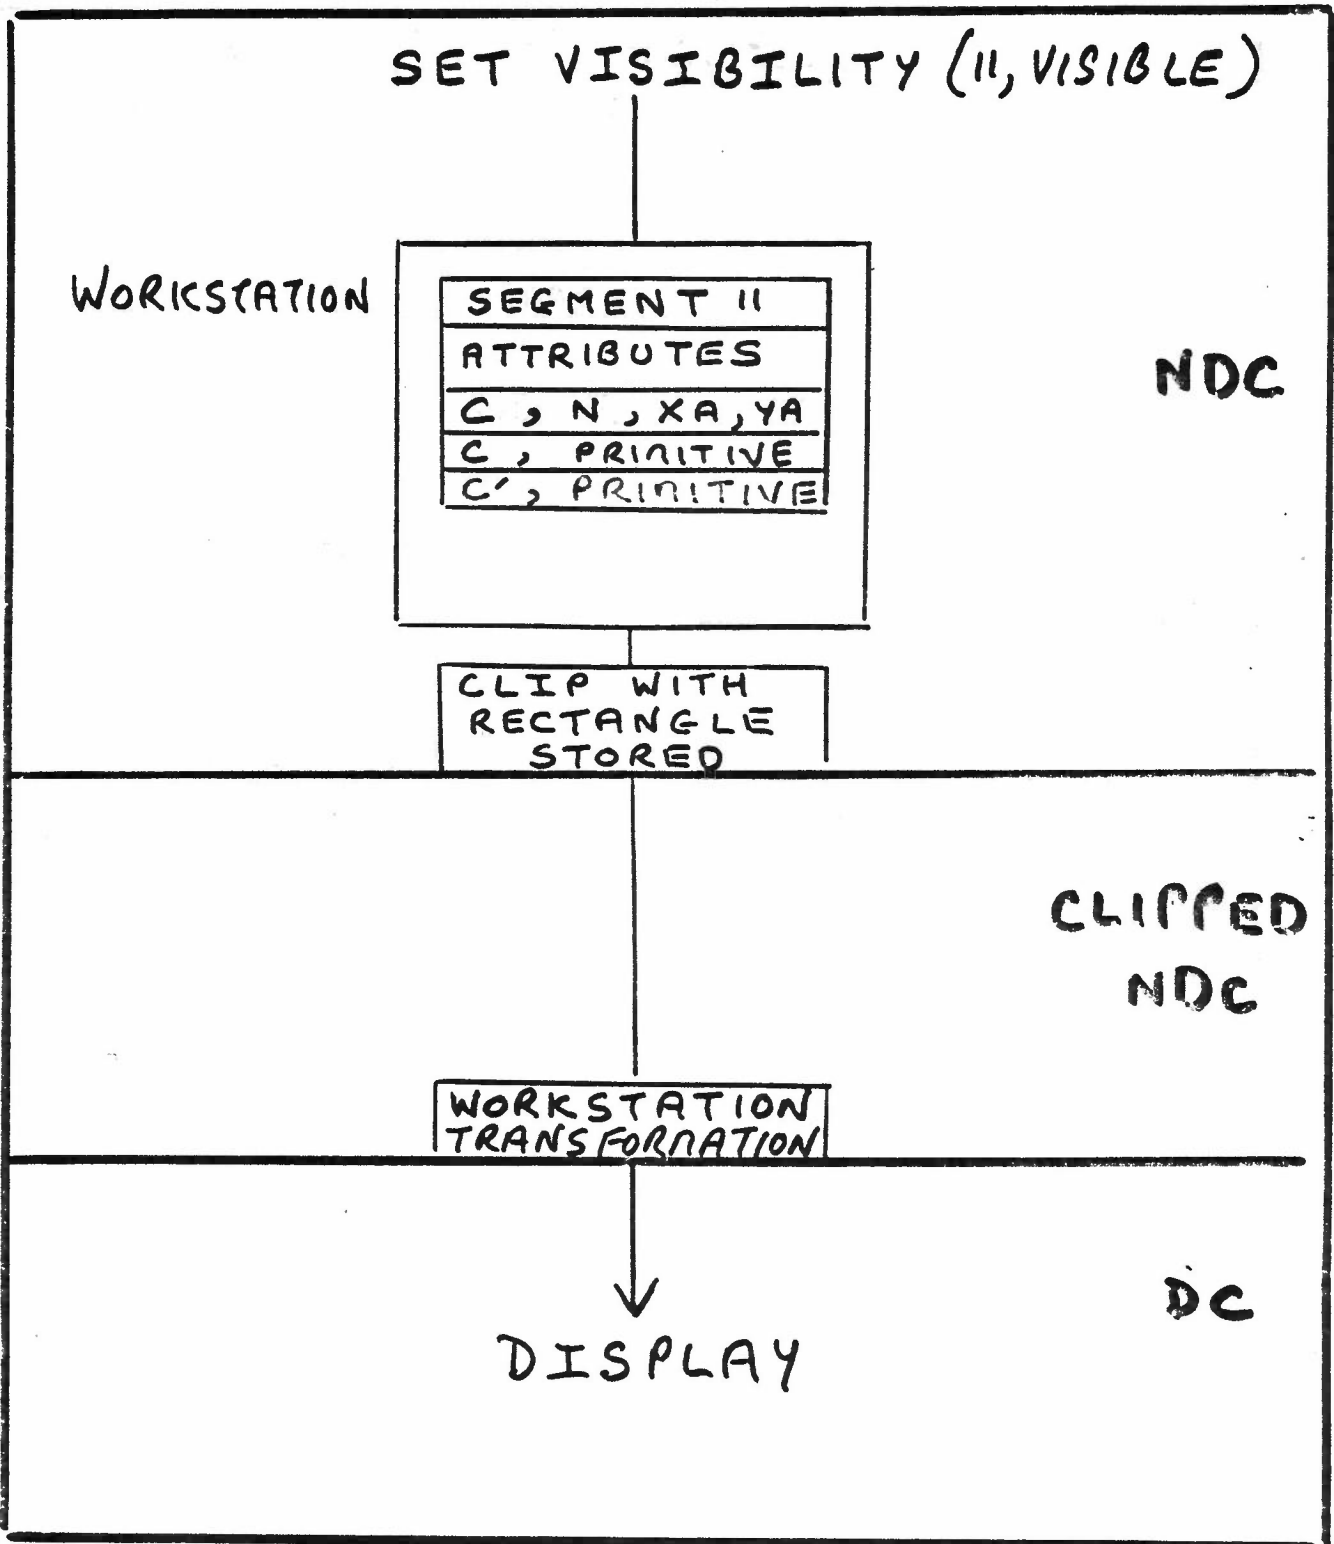 SET VISIBILITY (11, VISIBLE)
WORKSTATION
SEGMENT 11
ATTRIBUTES
C, N, XA, YA
C, PRIMITIVE
C', PRIMITIVE
NDC
CLIP WITH
RECTANGLE
STORED
CLIPPED
NDC
WORKSTATION
TRANSFORMATION
DC
DISPLAY